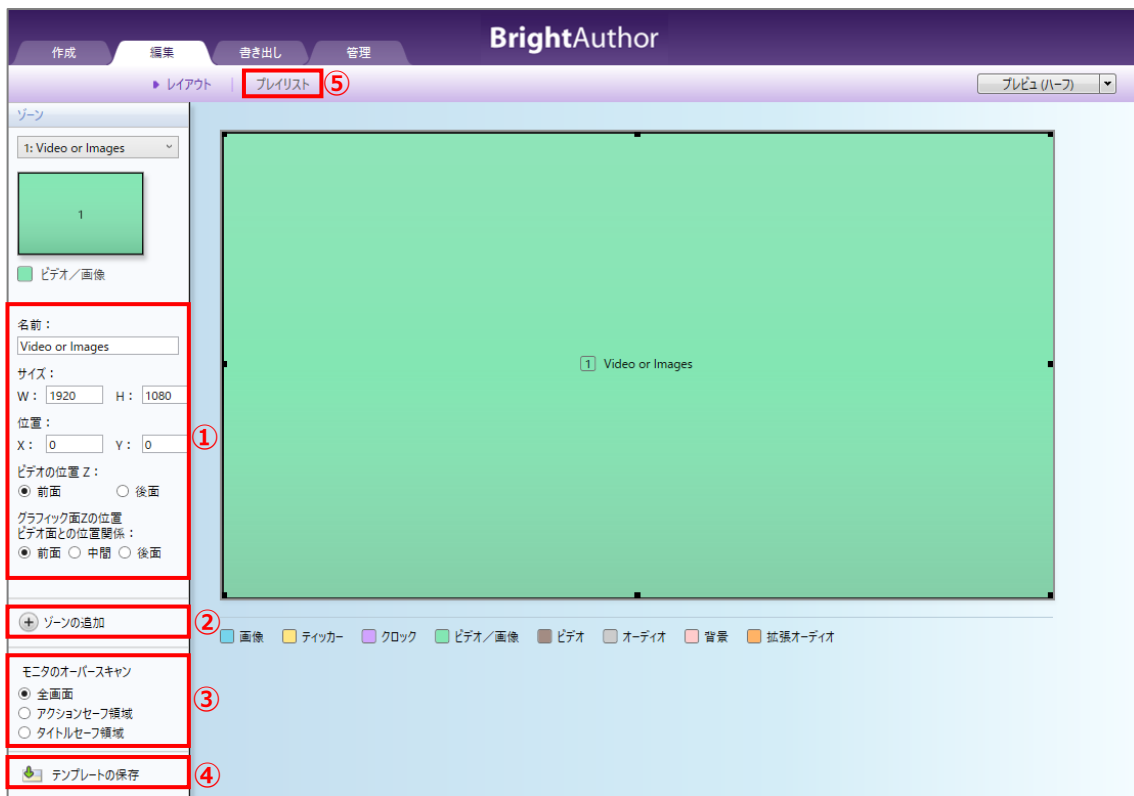 BrightAuthor
作成 編集 書き出し 管理
レイアウト | プレイリスト ⑤ プレビュ (ハーフ)
ゾーン
1: Video or Images
1
ビデオ/画像
名前:
Video or Images
サイズ:
W: 1920 H: 1080
位置:
X: 0 Y: 0
①
ビデオの位置 Z:
前面 後面
グラフィック面Zの位置
ビデオ面との位置関係:
前面 中間 後面
1 Video or Images
ゾーンの追加 ②
画像 ティッカー クロック ビデオ/画像 ビデオ オーディオ 背景 拡張オーディオ
モニタのオーバースキャン
全画面
アクションセーフ領域
タイトルセーフ領域
③
テンプレートの保存 ④